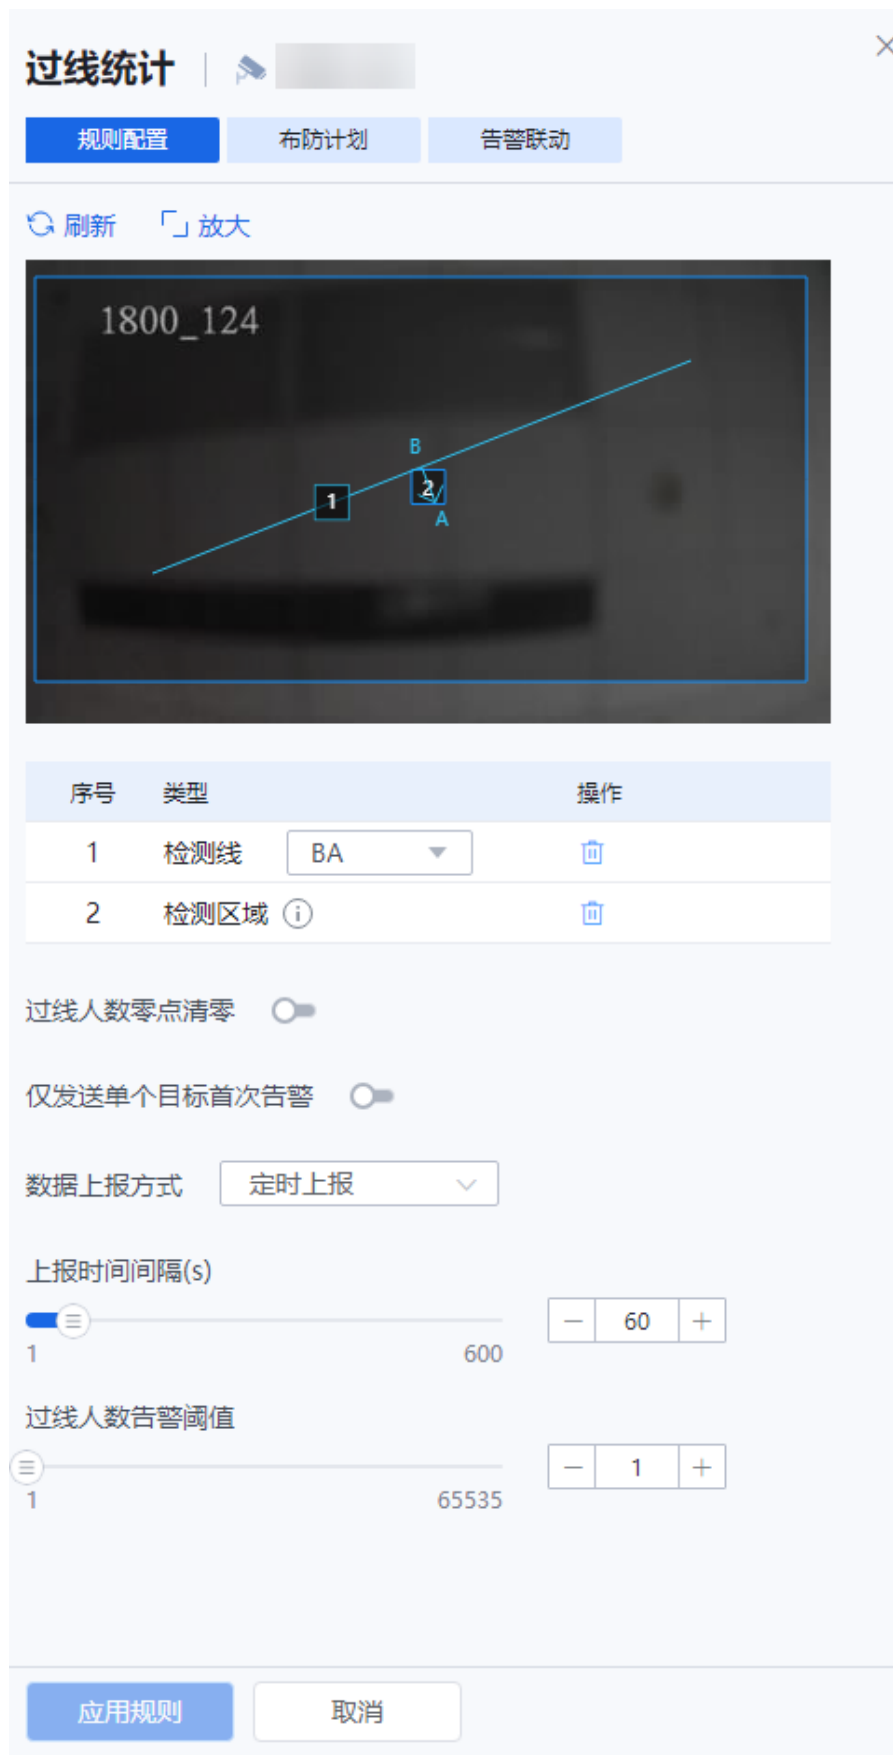 过线统计
规则配置 布防计划 告警联动
刷新 放大
1800_124
B
1 2
A
序号 类型 操作
1 检测线 BA
2 检测区域
过线人数零点清零
仅发送单个目标首次告警
数据上报方式 定时上报
上报时间间隔(s)
60
1 600
过线人数告警阈值
1
1 65535
应用规则 取消